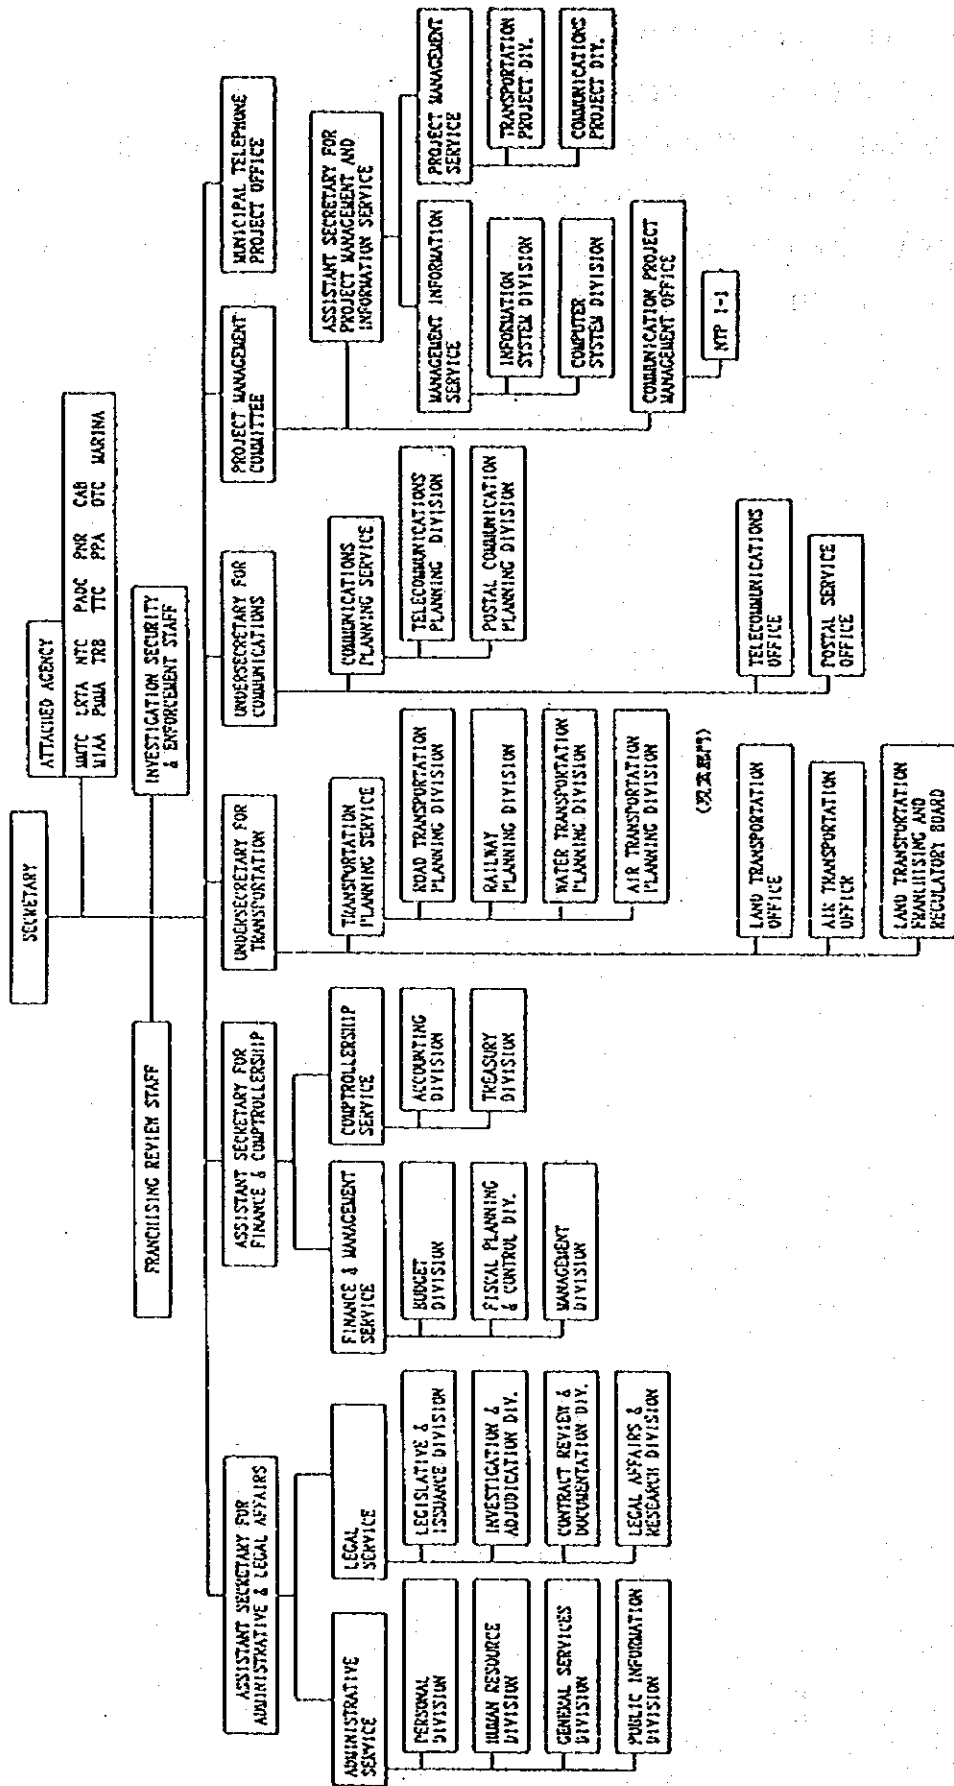 SECRETARY
ATTACHED AGENCY
MMTC LRTA NTC PADC PNR CAB
MIAA PMMA TRB TTC PPA OTC MARINA
FRANCHISING REVIEW STAFF
INVESTIGATION SECURITY
& ENFORCEMENT STAFF
ASSISTANT SECRETARY FOR
ADMINISTRATIVE & LEGAL AFFAIRS
ADMINISTRATIVE
SERVICE
PERSONAL
DIVISION
HUMAN RESOURCE
DIVISION
GENERAL SERVICES
DIVISION
PUBLIC INFORMATION
DIVISION
LEGAL
SERVICE
LEGISLATIVE &
ISSUANCE DIVISION
INVESTIGATION &
ADJUDICATION DIV.
CONTRACT REVIEW &
DOCUMENTATION DIV.
LEGAL AFFAIRS &
RESEARCH DIVISION
ASSISTANT SECRETARY FOR
FINANCE & COMPTROLLERSHIP
FINANCE & MANAGEMENT
SERVICE
BUDGET
DIVISION
FISCAL PLANNING
& CONTROL DIV.
MANAGEMENT
DIVISION
COMPTROLLERSHIP
SERVICE
ACCOUNTING
DIVISION
TREASURY
DIVISION
UNDERSECRETARY FOR
TRANSPORTATION
TRANSPORTATION
PLANNING SERVICE
ROAD TRANSPORTATION
PLANNING DIVISION
RAILWAY
PLANNING DIVISION
WATER TRANSPORTATION
PLANNING DIVISION
AIR TRANSPORTATION
PLANNING DIVISION
LAND TRANSPORTATION
OFFICE
AIR TRANSPORTATION
OFFICE
LAND TRANSPORTATION
FRANCHISING AND
REGULATORY BOARD
UNDERSECRETARY FOR
COMMUNICATIONS
COMMUNICATIONS
PLANNING SERVICE
TELECOMMUNICATIONS
PLANNING DIVISION
POSTAL COMMUNICATION
PLANNING DIVISION
TELECOMMUNICATIONS
OFFICE
POSTAL SERVICE
OFFICE
PROJECT MANAGEMENT
COMMITTEE
ASSISTANT SECRETARY FOR
PROJECT MANAGEMENT AND
INFORMATION SERVICE
MANAGEMENT INFORMATION
SERVICE
INFORMATION
SYSTEM DIVISION
COMPUTER
SYSTEM DIVISION
PROJECT MANAGEMENT
SERVICE
TRANSPORTATION
PROJECT DIV.
COMMUNICATIONS
PROJECT DIV.
COMMUNICATION PROJECT
MANAGEMENT OFFICE
NTP 1-1
MUNICIPAL TELEPHONE
PROJECT OFFICE